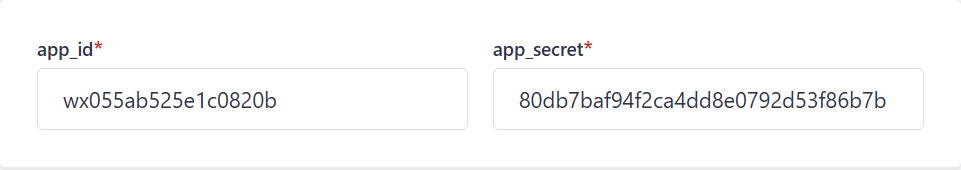 app_id*
app_secret*
wx055ab525e1c0820b
80db7baf94f2ca4dd8e0792d53f86b7b